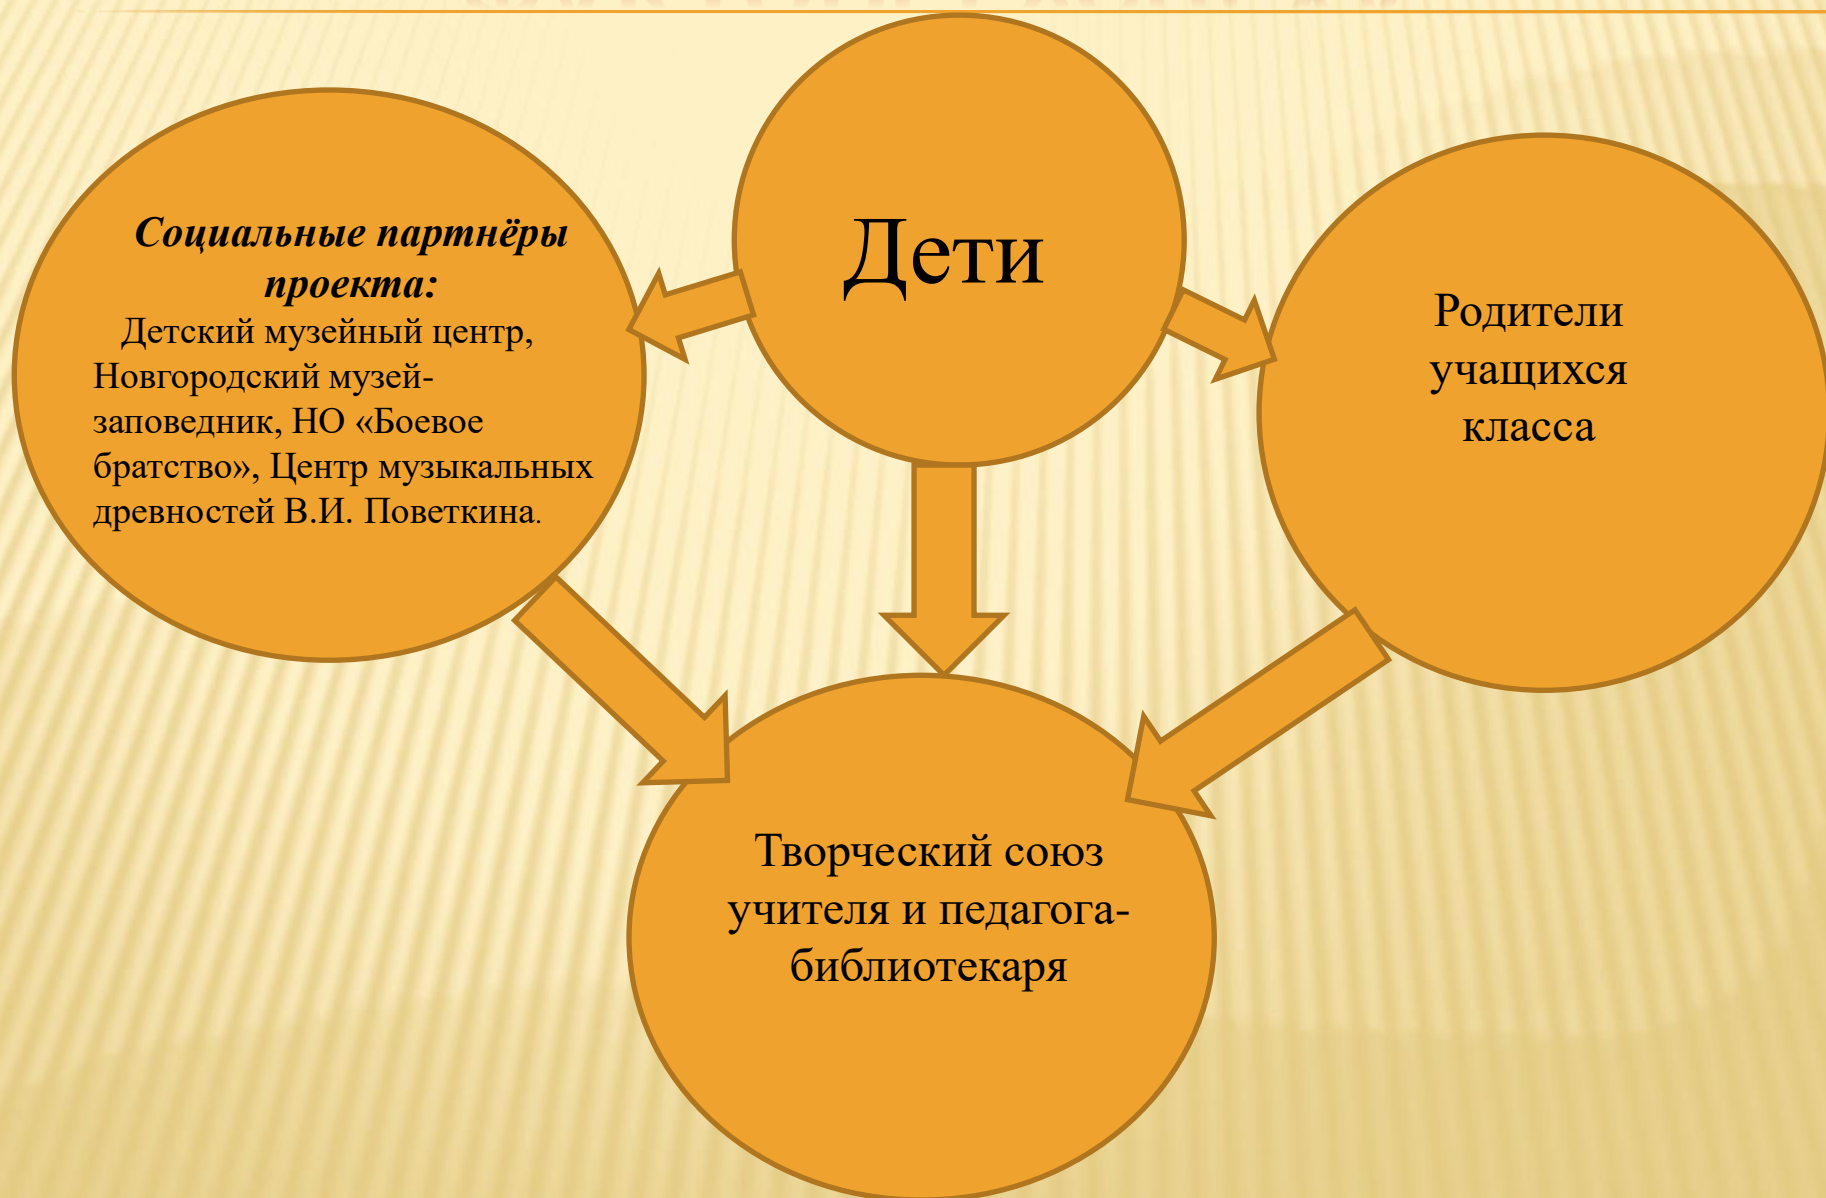 Дети
Социальные партнёры
проекта:
Детский музейный центр,
Новгородский музей-
заповедник, НО «Боевое
братство», Центр музыкальных
древностей В.И. Поветкина.
Родители
учащихся
класса
Творческий союз
учителя и педагога-
библиотекаря